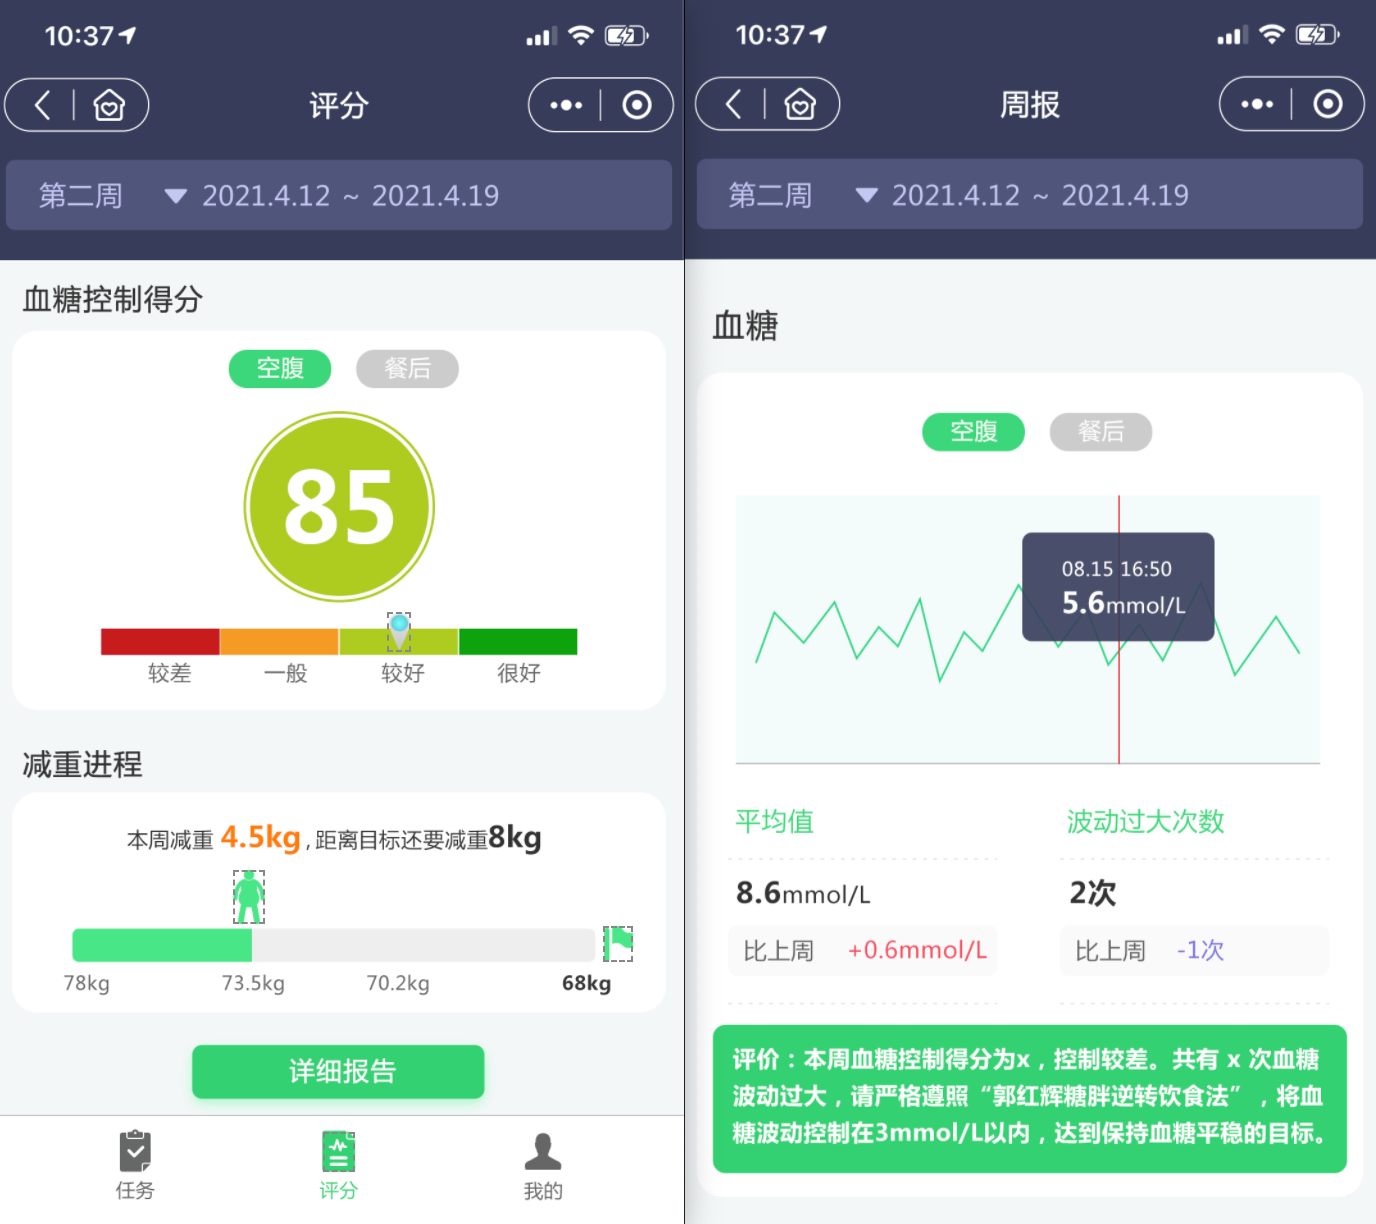 10:37
评分
第二周 2021.4.12 ~ 2021.4.19
血糖控制得分
空腹 餐后
85
较差 一般 较好 很好
减重进程
本周减重 4.5kg , 距离目标还要减重8kg
78kg 73.5kg 70.2kg 68kg
详细报告
任务 评分 我的
10:37
周报
第二周 2021.4.12 ~ 2021.4.19
血糖
空腹 餐后
08.15 16:50
5.6mmol/L
平均值 波动过大次数
8.6mmol/L 2次
比上周 +0.6mmol/L 比上周 -1次
评价：本周血糖控制得分为x，控制较差。共有 x 次血糖
波动过大，请严格遵照“郭红辉糖胖逆转饮食法”，将血
糖波动控制在3mmol/L以内，达到保持血糖平稳的目标。